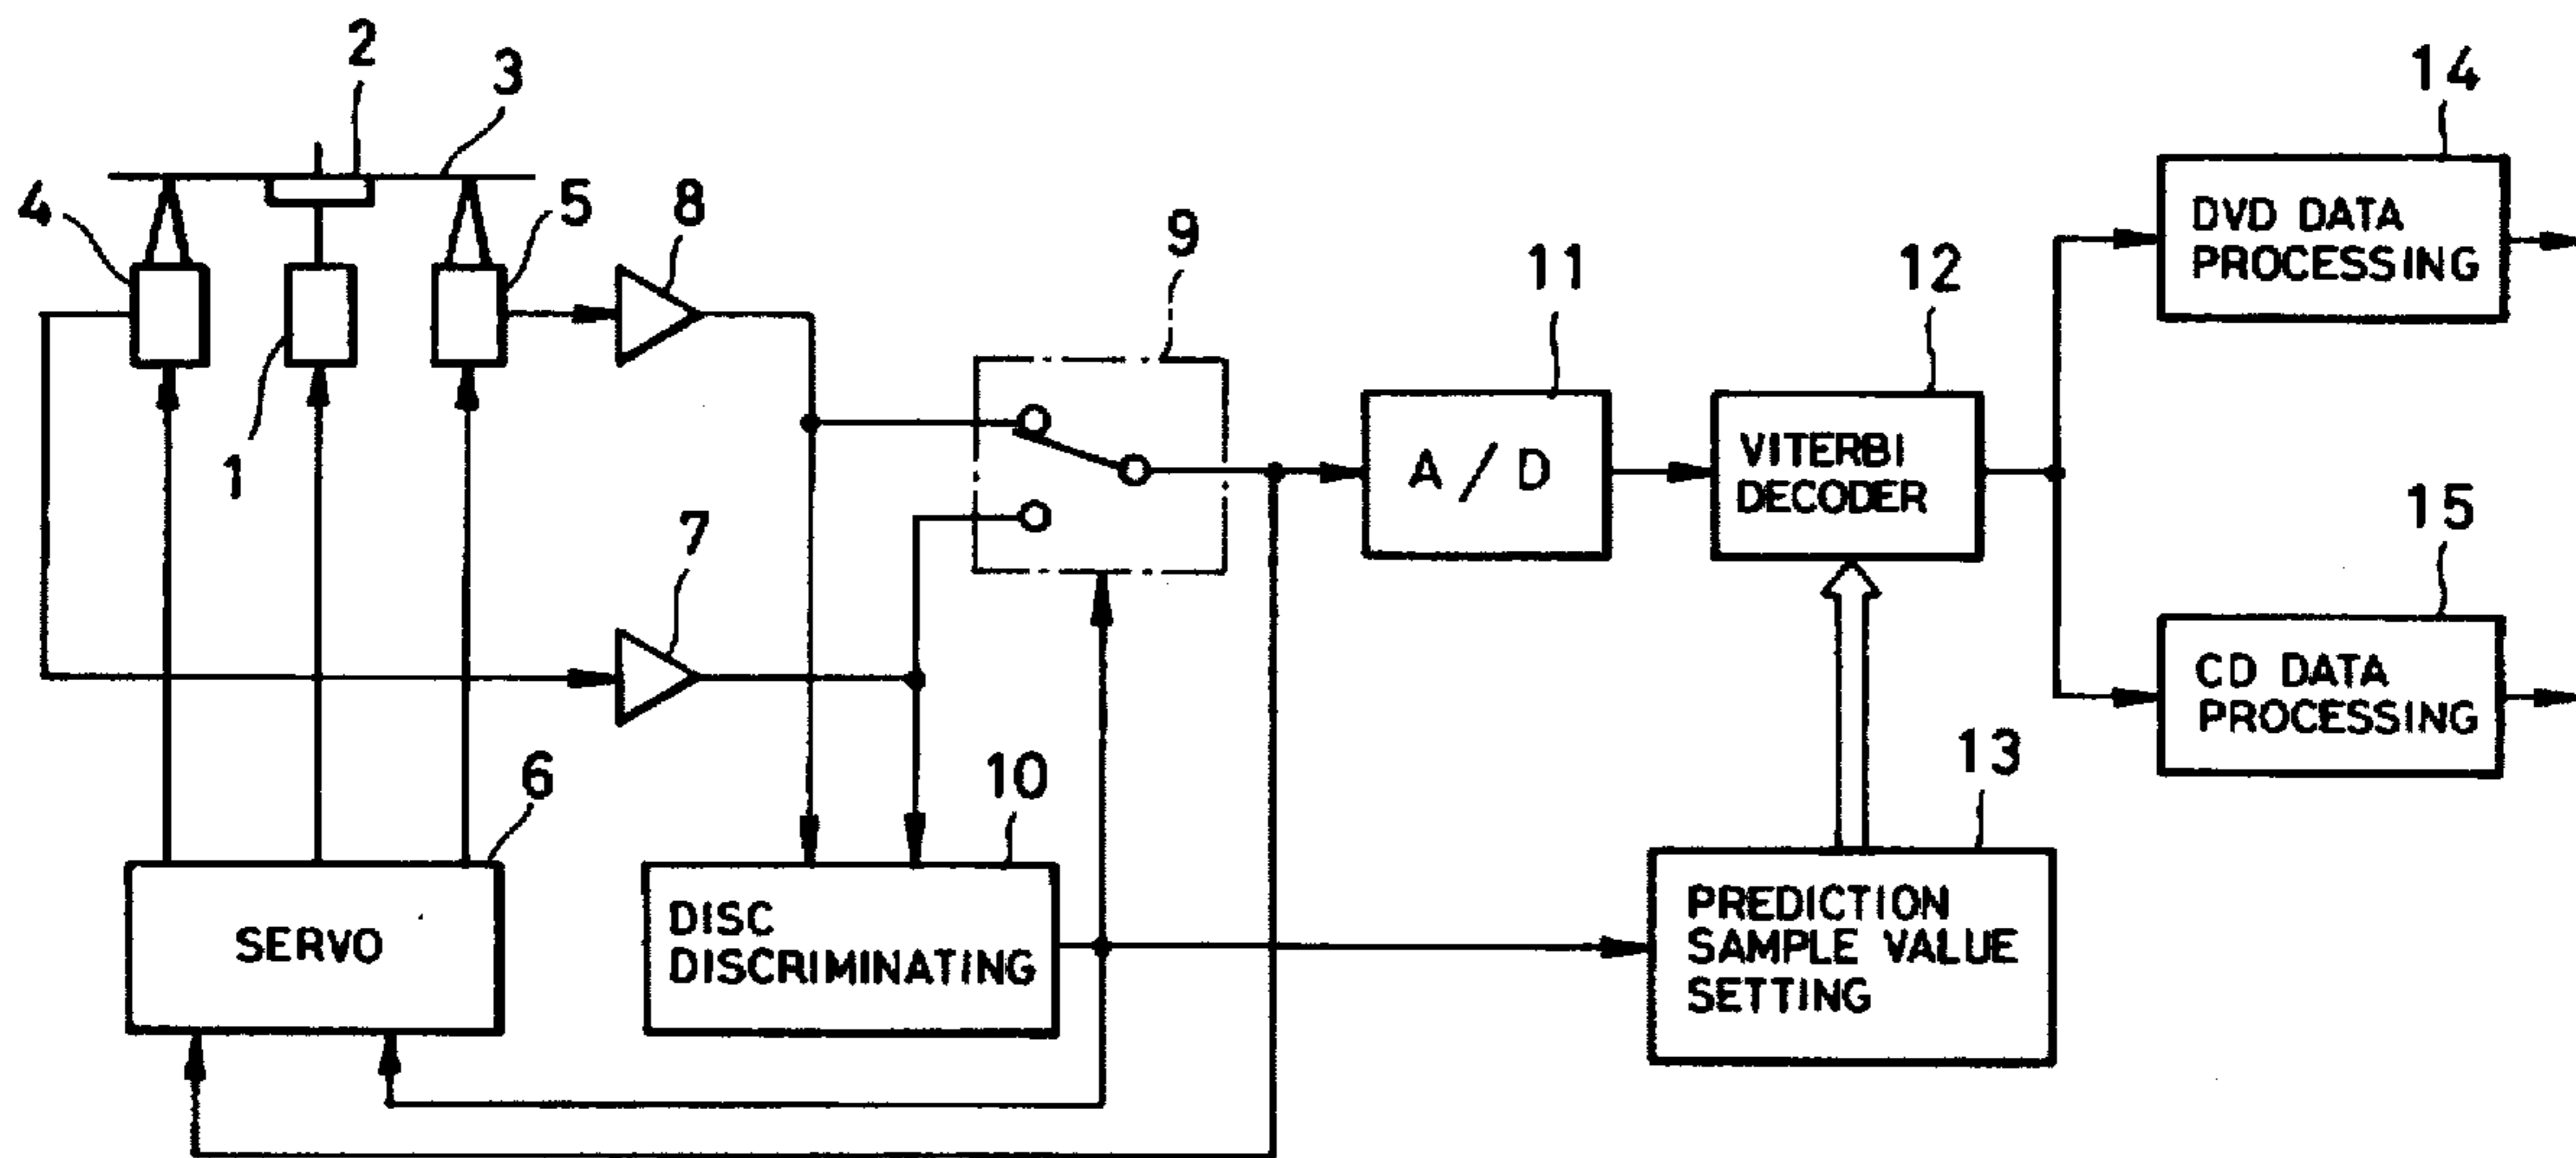 2
3
4
5
8
9
11
12
14
DVD DATA
PROCESSING
1
A / D
VITERBI
DECODER
7
15
CD DATA
PROCESSING
6
10
13
SERVO
DISC
DISCRIMINATING
PREDICTION
SAMPLE VALUE
SETTING